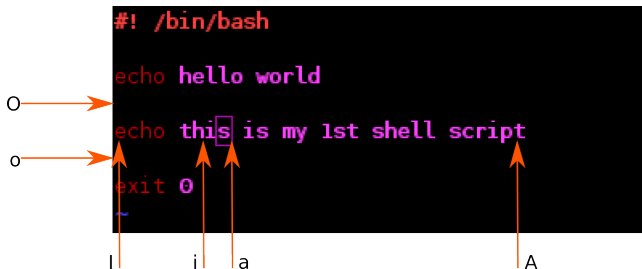 #! /bin/bash
echo hello world
O
echo this is my 1st shell script
o
exit 0
~
I i a A